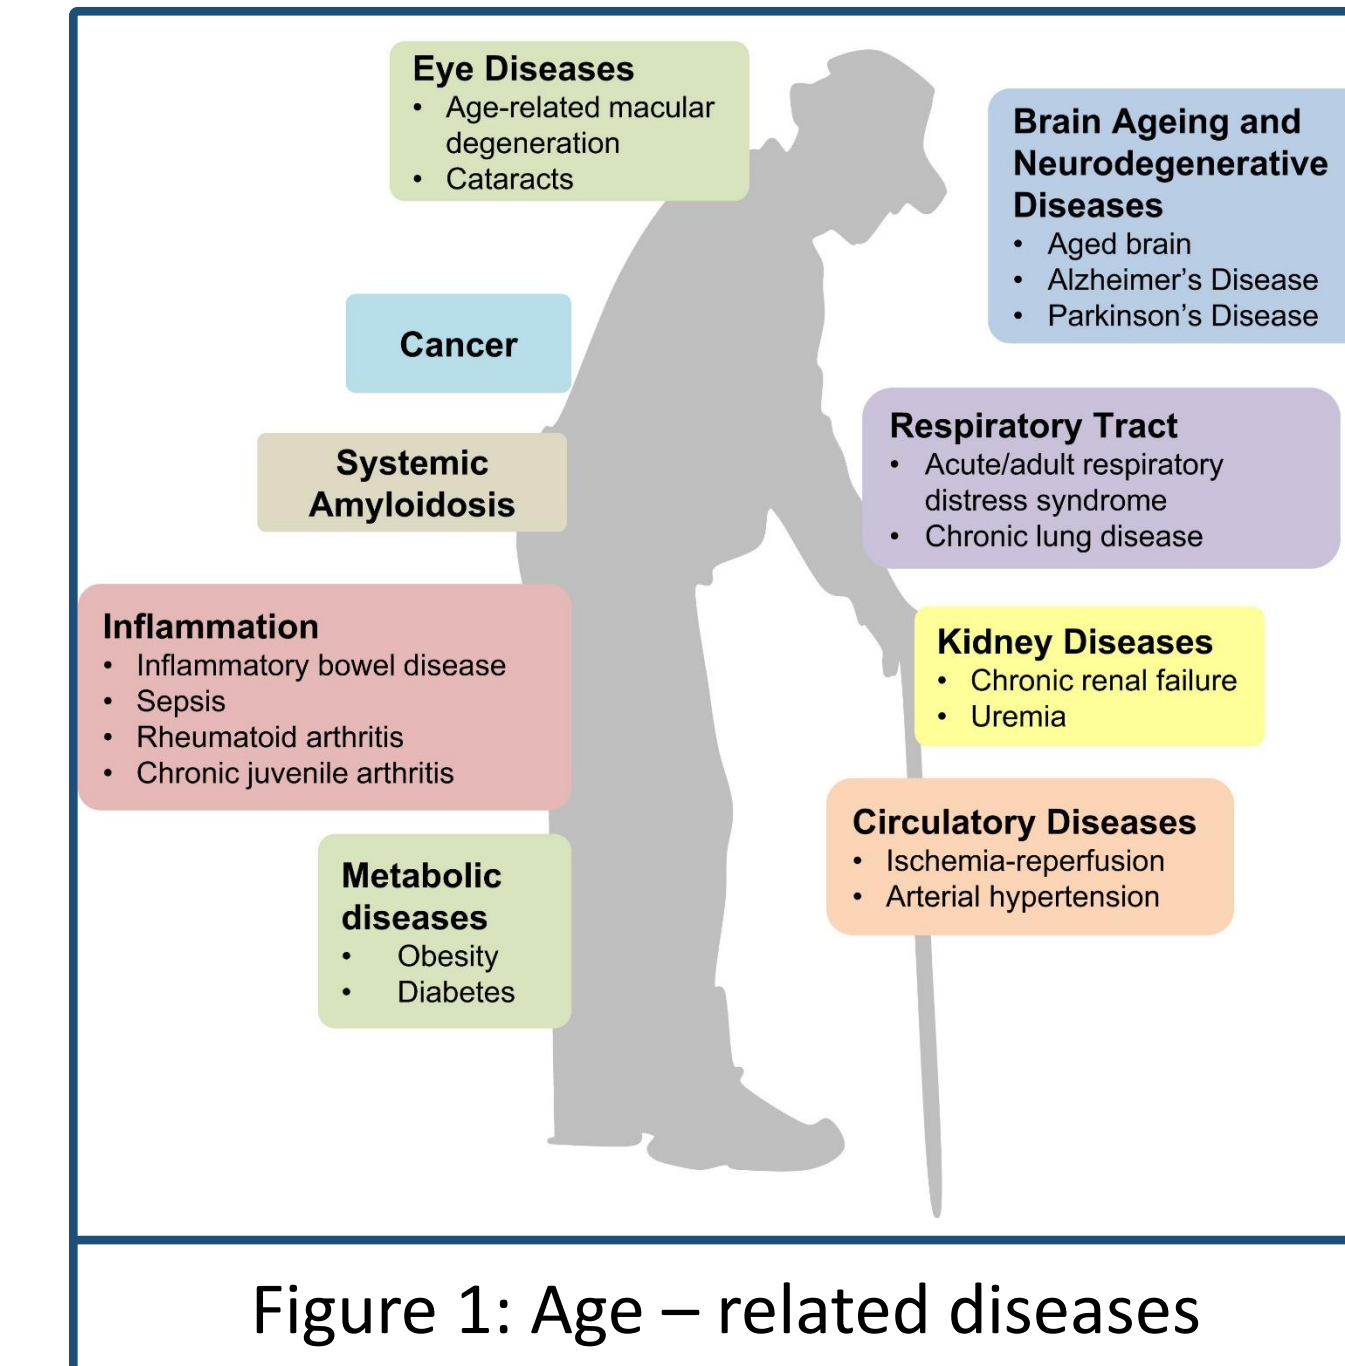 Eye Diseases
• Age-related macular
degeneration
• Cataracts
Brain Ageing and
Neurodegenerative
Diseases
• Aged brain
• Alzheimer’s Disease
• Parkinson’s Disease
Cancer
Systemic
Amyloidosis
Respiratory Tract
• Acute/adult respiratory
distress syndrome
• Chronic lung disease
Inflammation
• Inflammatory bowel disease
• Sepsis
• Rheumatoid arthritis
• Chronic juvenile arthritis
Kidney Diseases
• Chronic renal failure
• Uremia
Circulatory Diseases
• Ischemia-reperfusion
• Arterial hypertension
Metabolic
diseases
• Obesity
• Diabetes
Figure 1: Age – related diseases